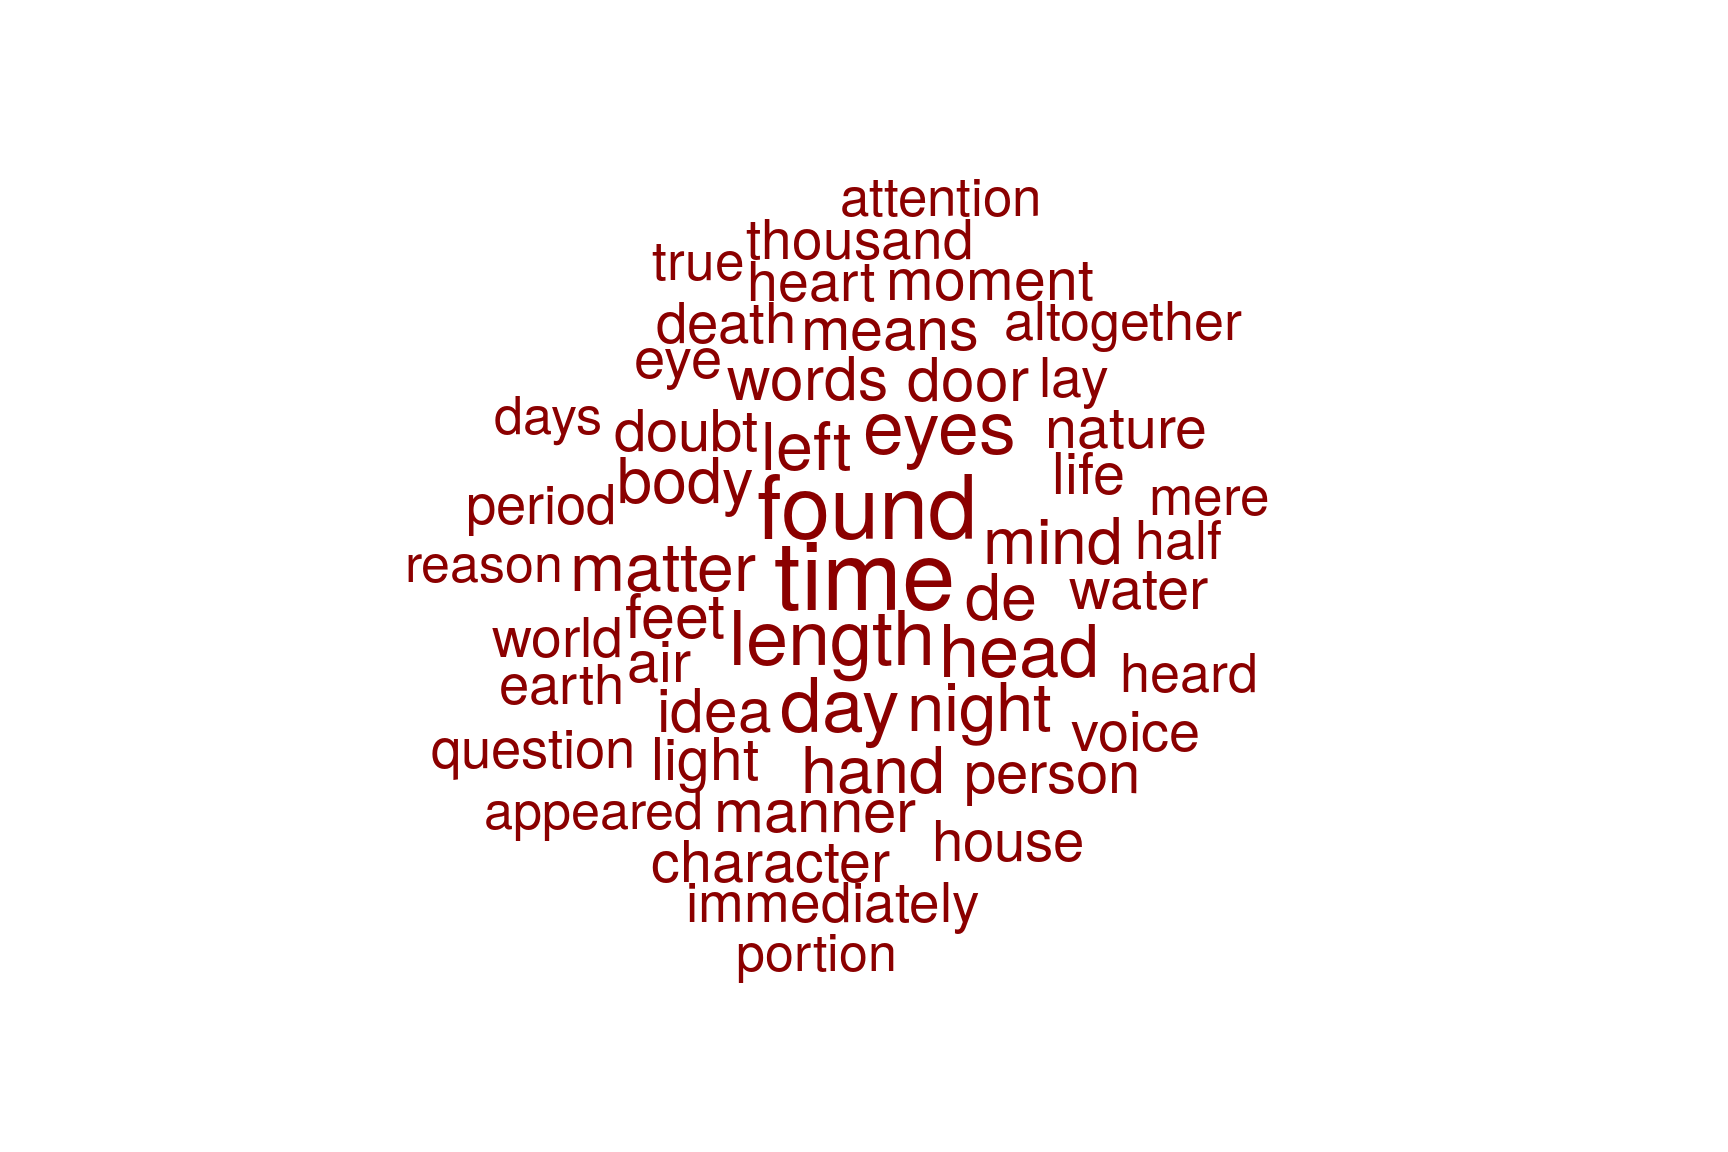 attention
thousand
true
heart moment
death means altogether
eye
words door lay
days doubt left eyes nature
body life
period found mere
mind half
reason matter time
de water
feet
world length head
air heard
earth
idea day night
voice
question light
hand person
appeared manner
house
character
immediately
portion